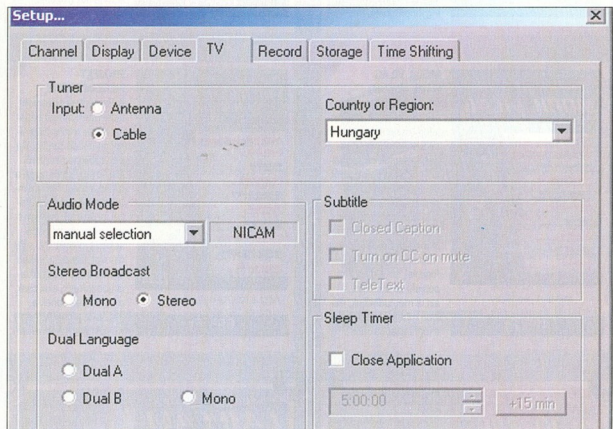 Setup...
Channel Display Device TV Record Storage Time Shifting
Tuner
Input: Antenna
Cable
Country or Region:
Hungary
Audio Mode
manual selection NICAM
Stereo Broadcast
Mono Stereo
Dual Language
Dual A
Dual B Mono
Subtitle
Closed Caption
Turn on CC on mute
TeleText
Sleep Timer
Close Application
5:00:00 +15 min